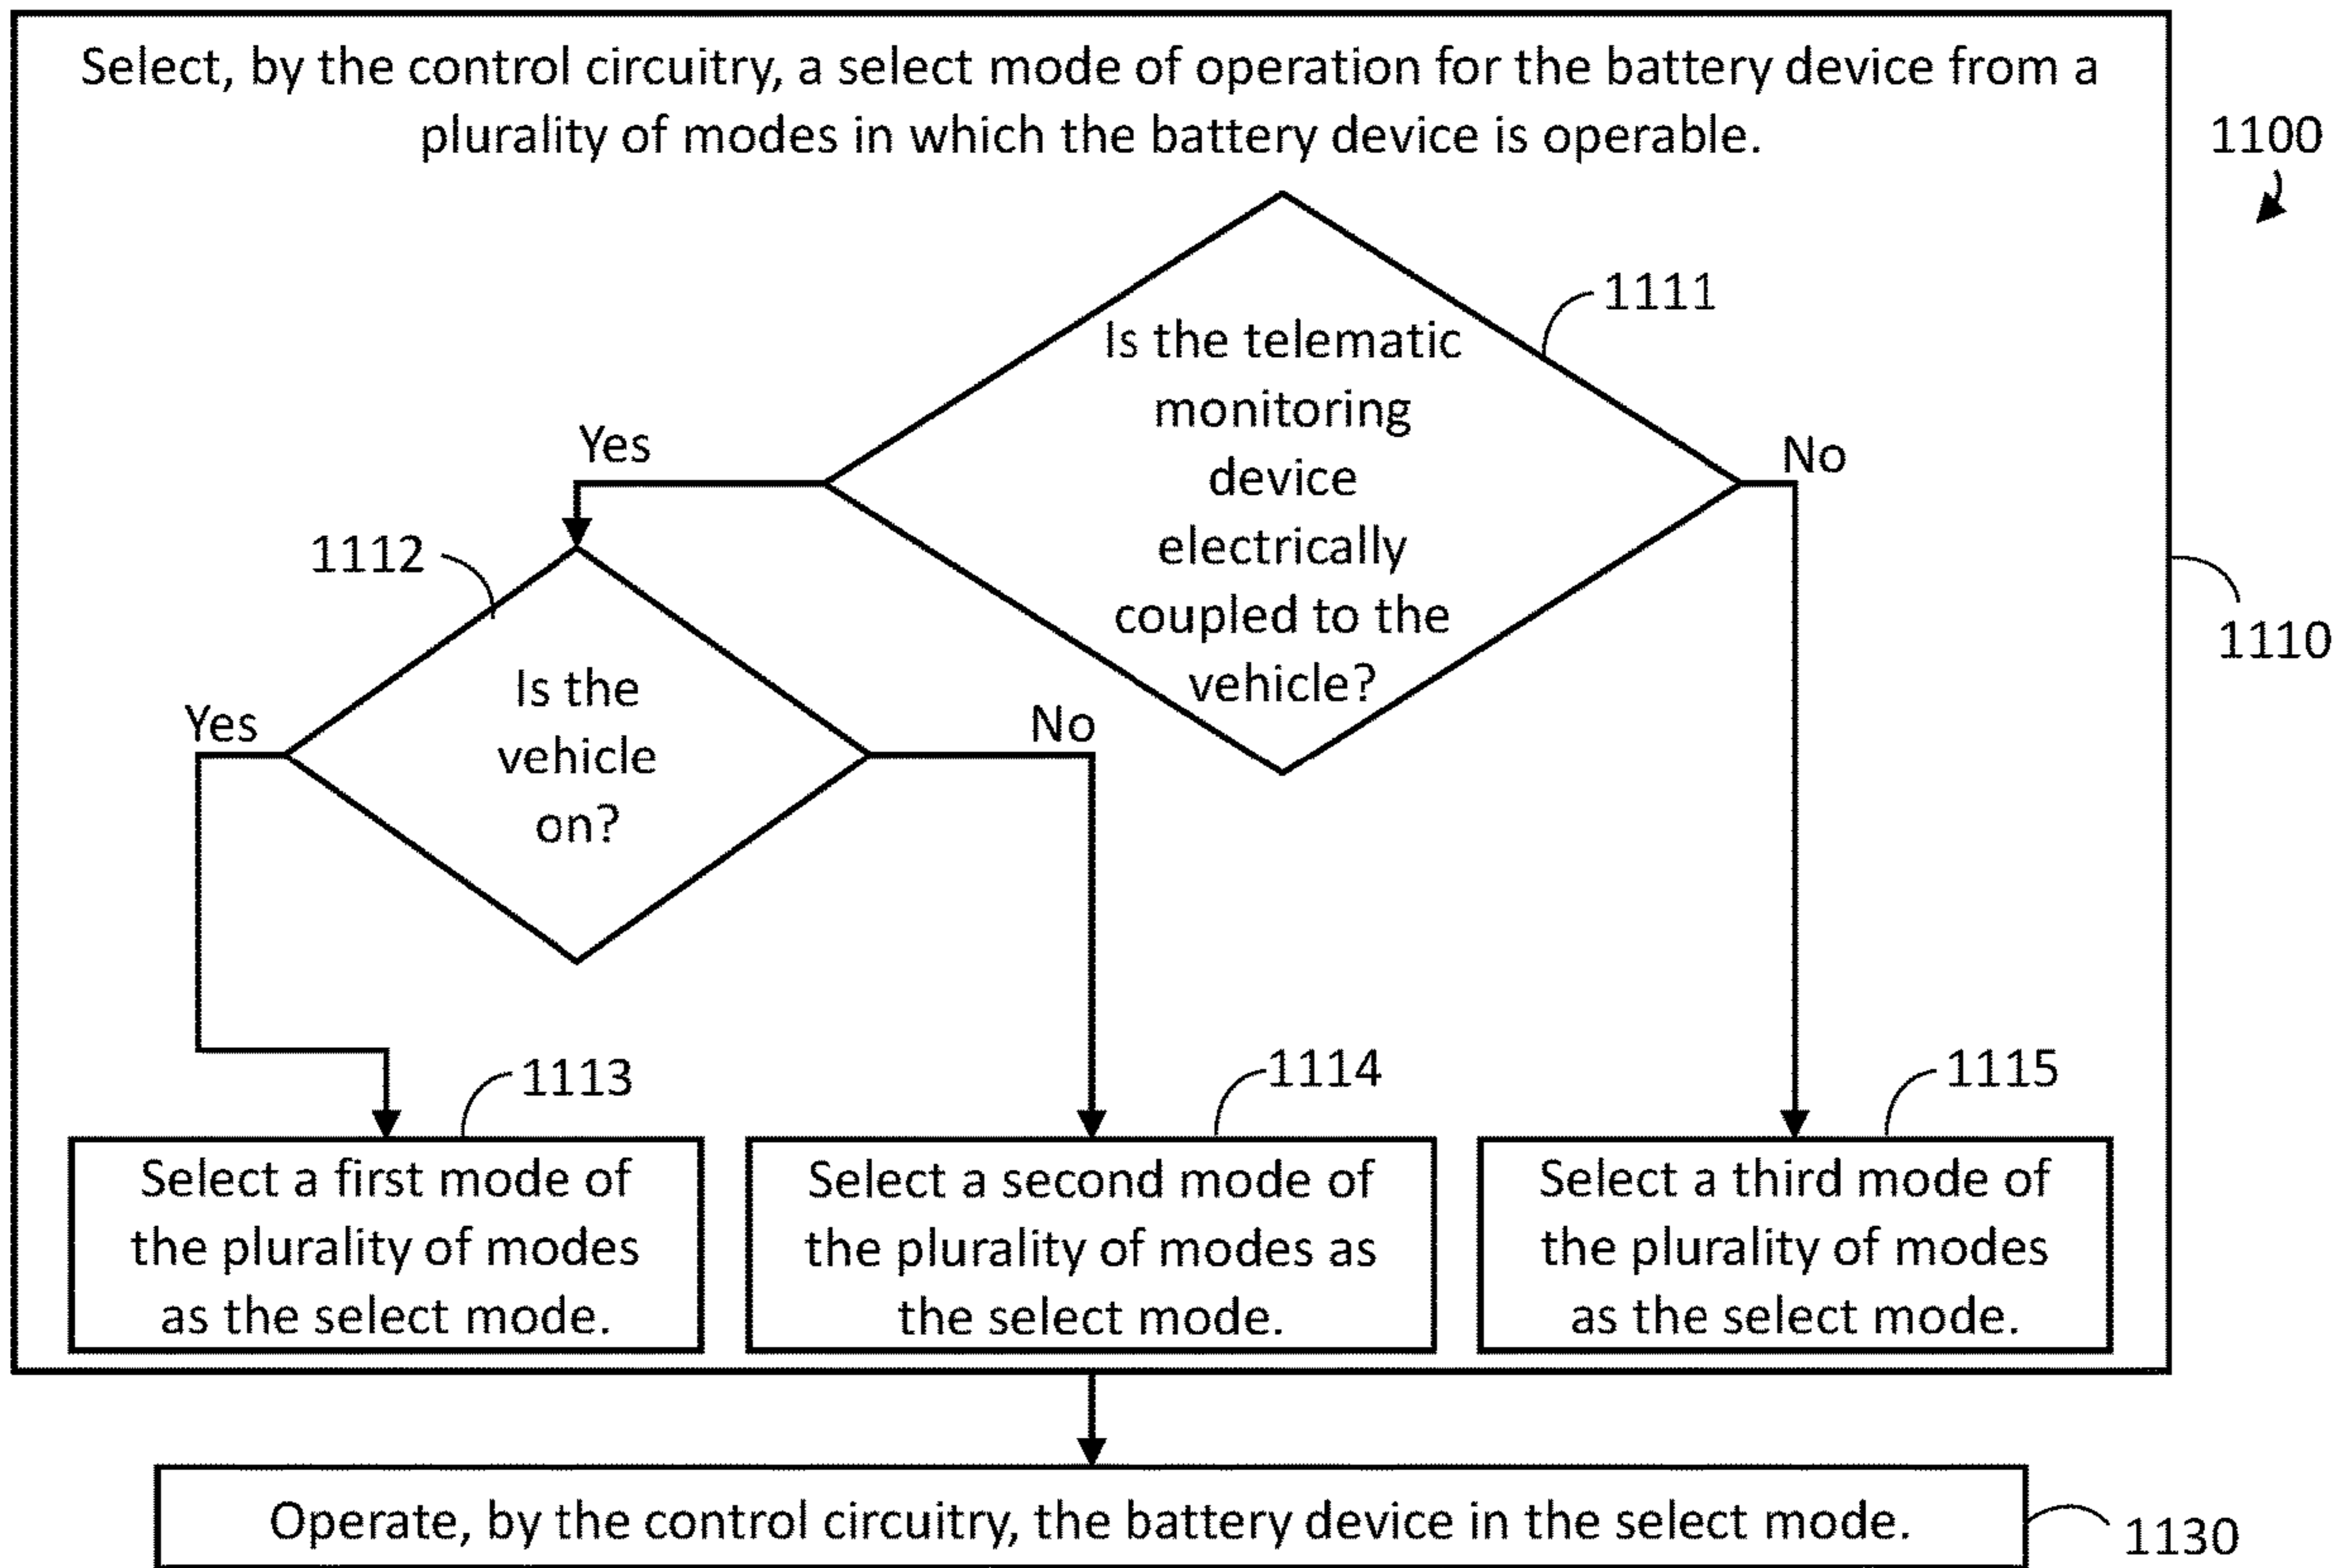 Select, by the control circuitry, a select mode of operation for the battery device from a
plurality of modes in which the battery device is operable.
1100
1111
Is the telematic
monitoring
device
electrically
coupled to the
vehicle?
Yes
No
1112
1110
Is the
vehicle
on?
Yes
No
1113
1114
1115
Select a first mode of
the plurality of modes
as the select mode.
Select a second mode of
the plurality of modes as
the select mode.
Select a third mode of
the plurality of modes
as the select mode.
Operate, by the control circuitry, the battery device in the select mode.
1130